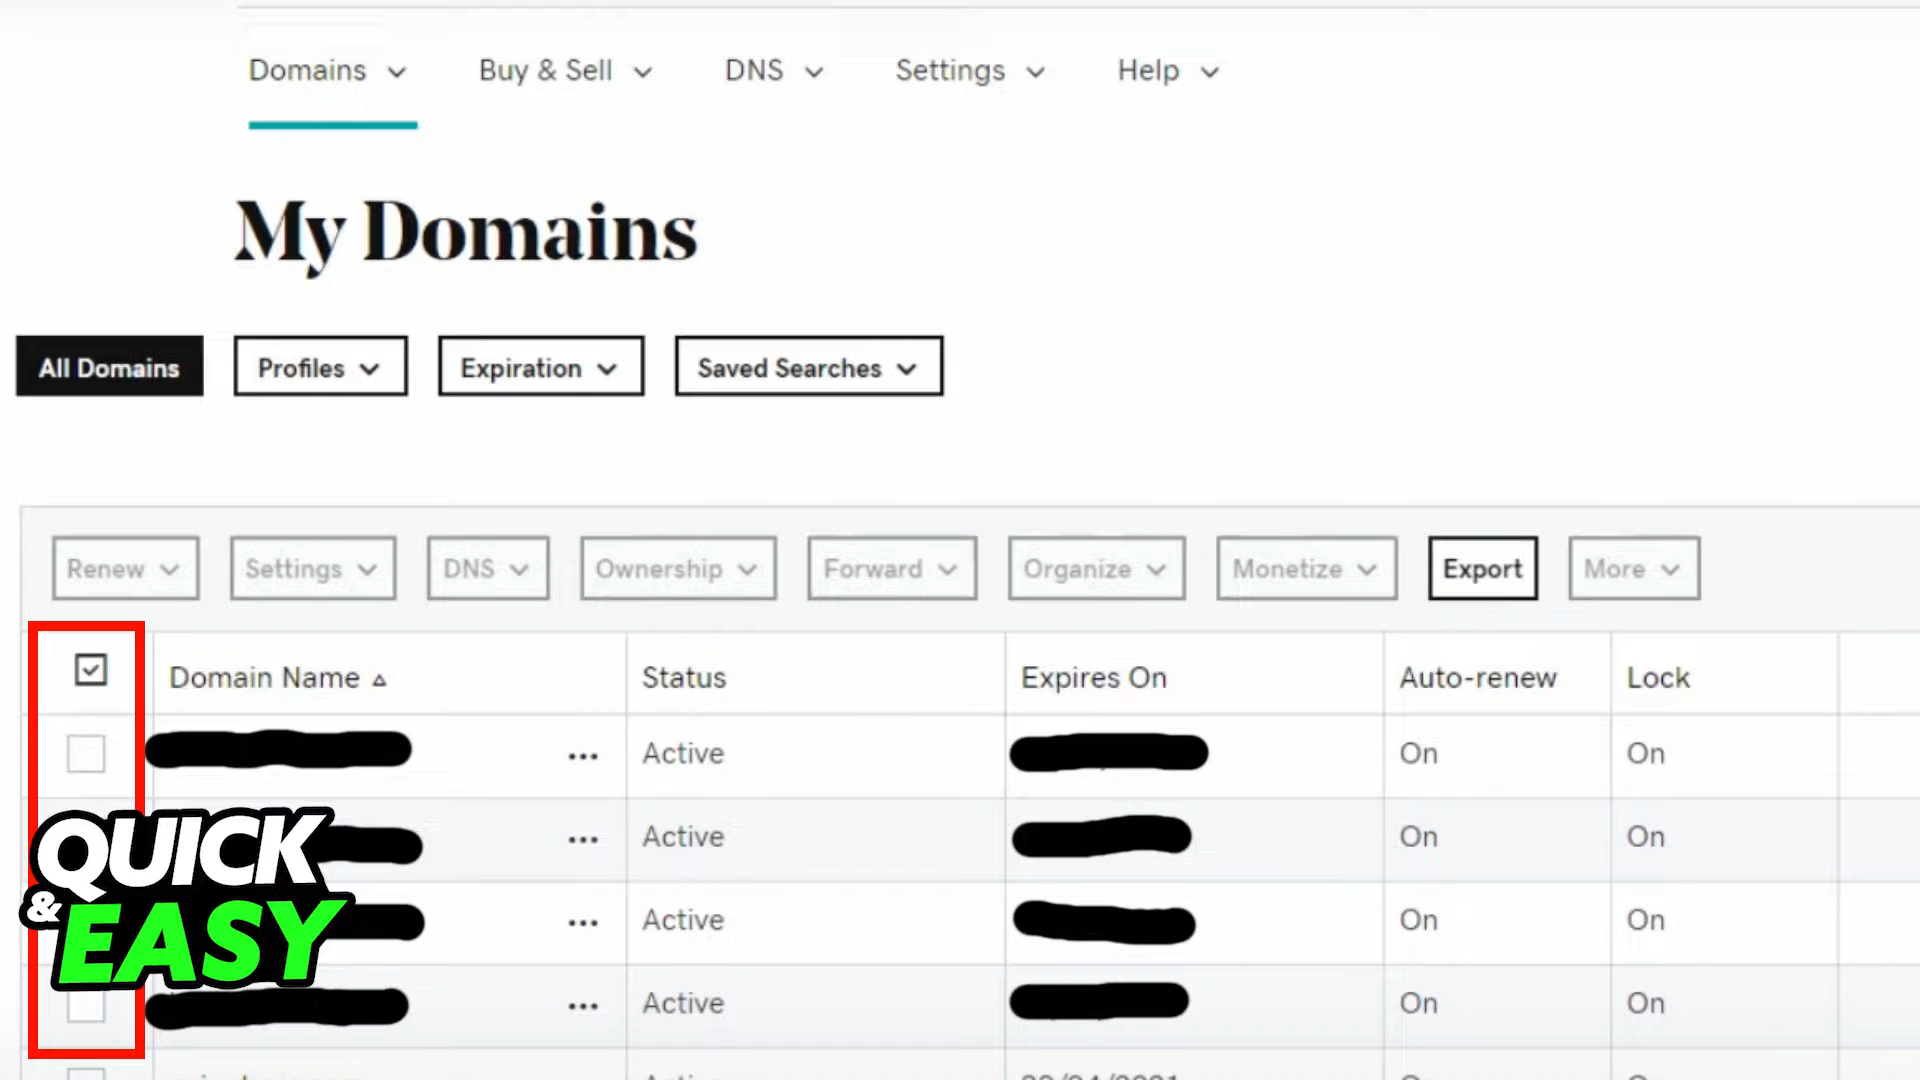 Domains Buy & Sell DNS Settings Help
My Domains
All Domains Profiles Expiration Saved Searches
Renew Settings DNS Ownership Forward Organize Monetize Export More
Domain Name Status Expires On Auto-renew Lock
... Active On On
... Active On On
... Active On On
... Active On On
QUICK
& EASY